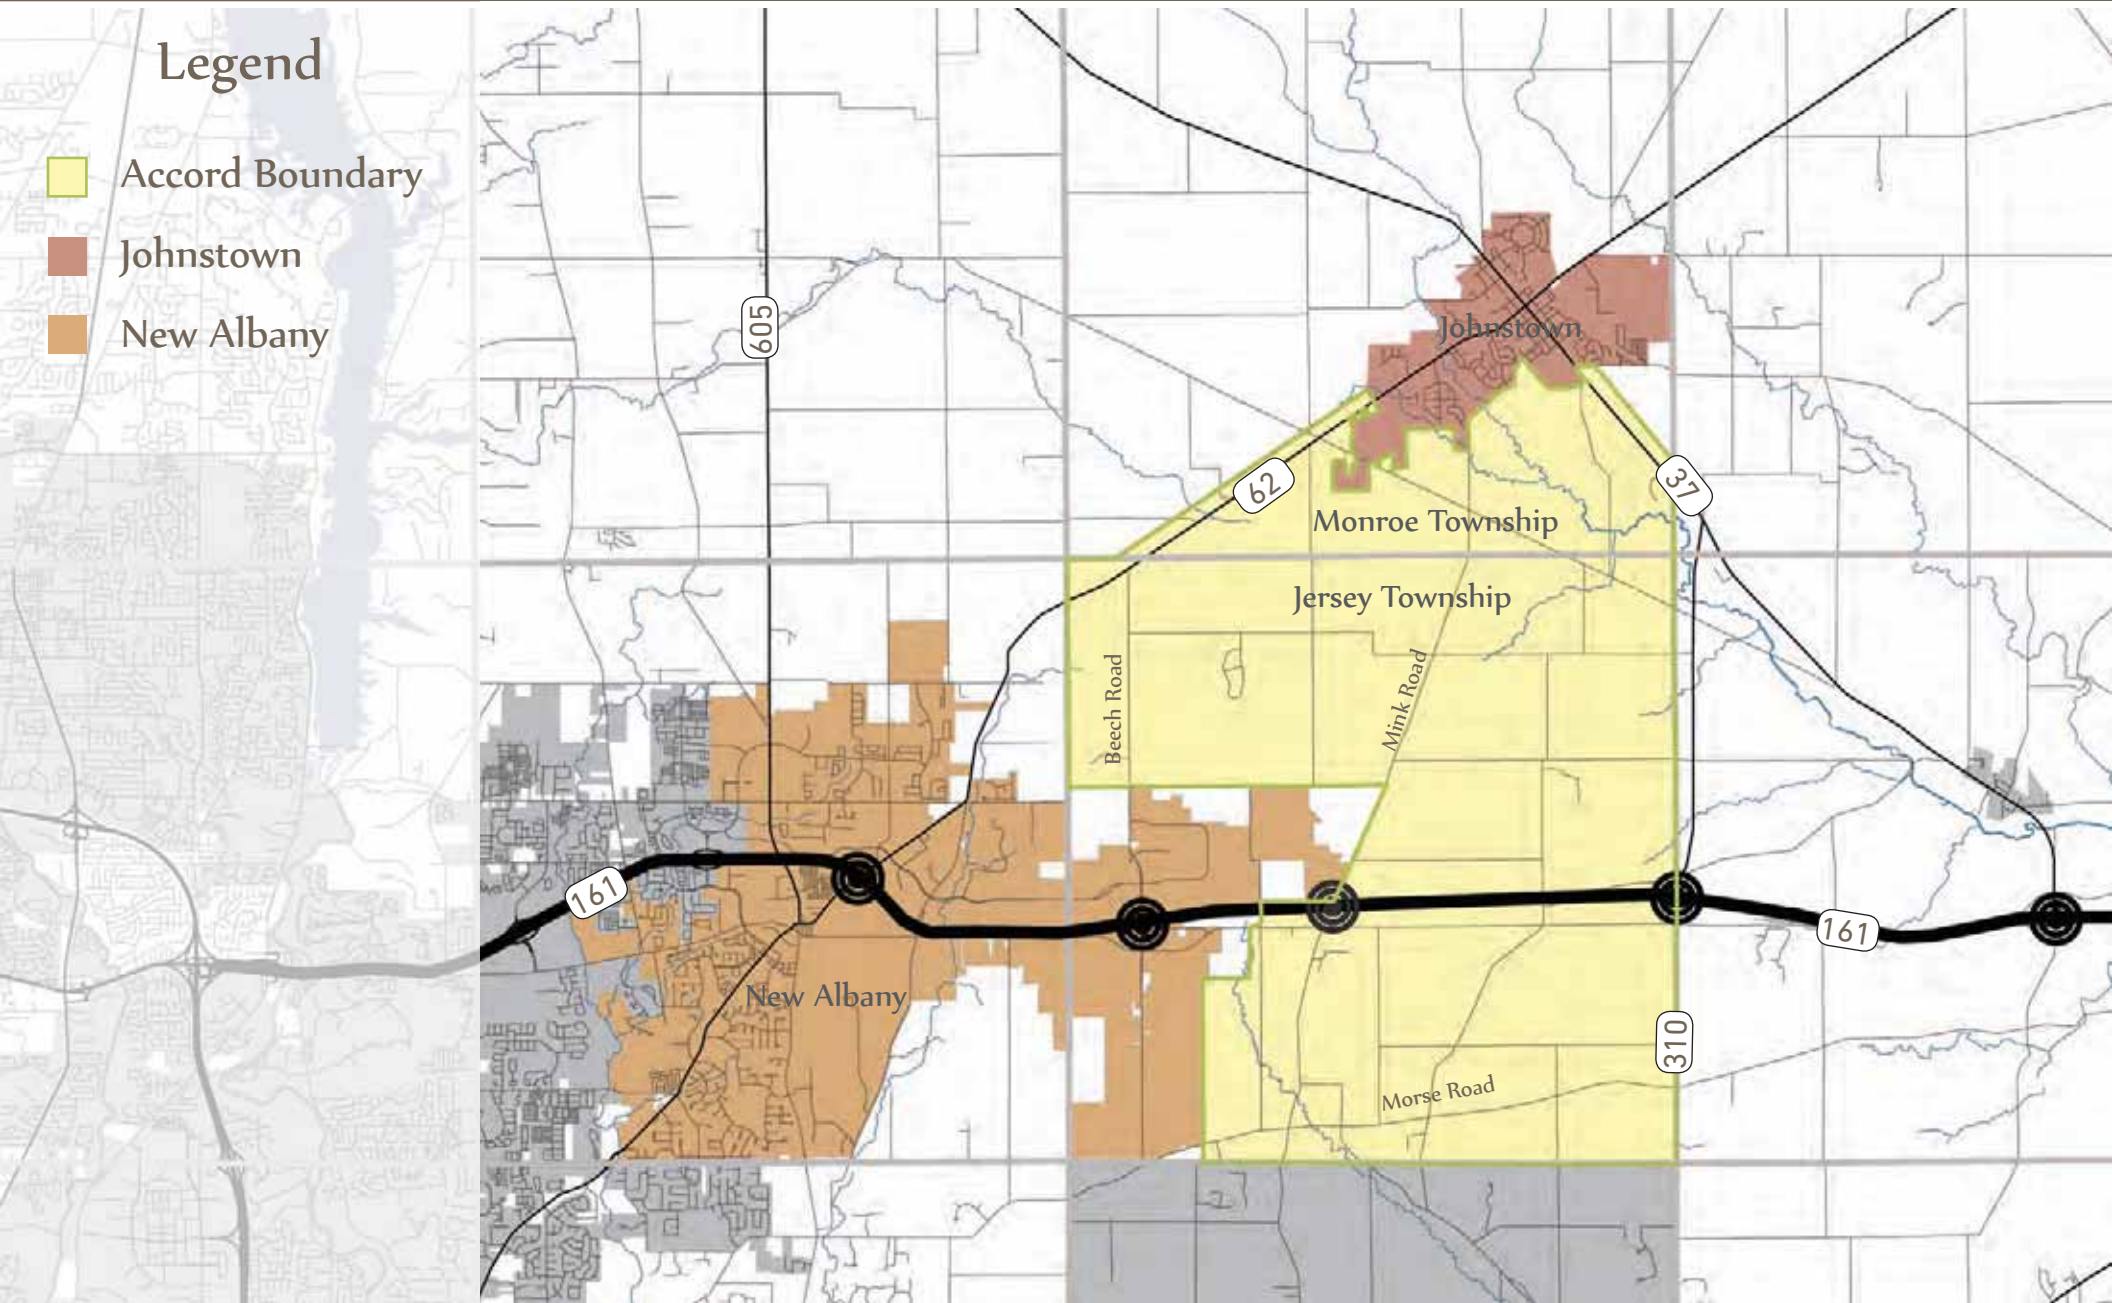 Legend
Accord Boundary
Johnstown
New Albany
605
Johnstown
62
37
Monroe Township
Jersey Township
Beech Road
Mink Road
161
161
New Albany
310
Morse Road